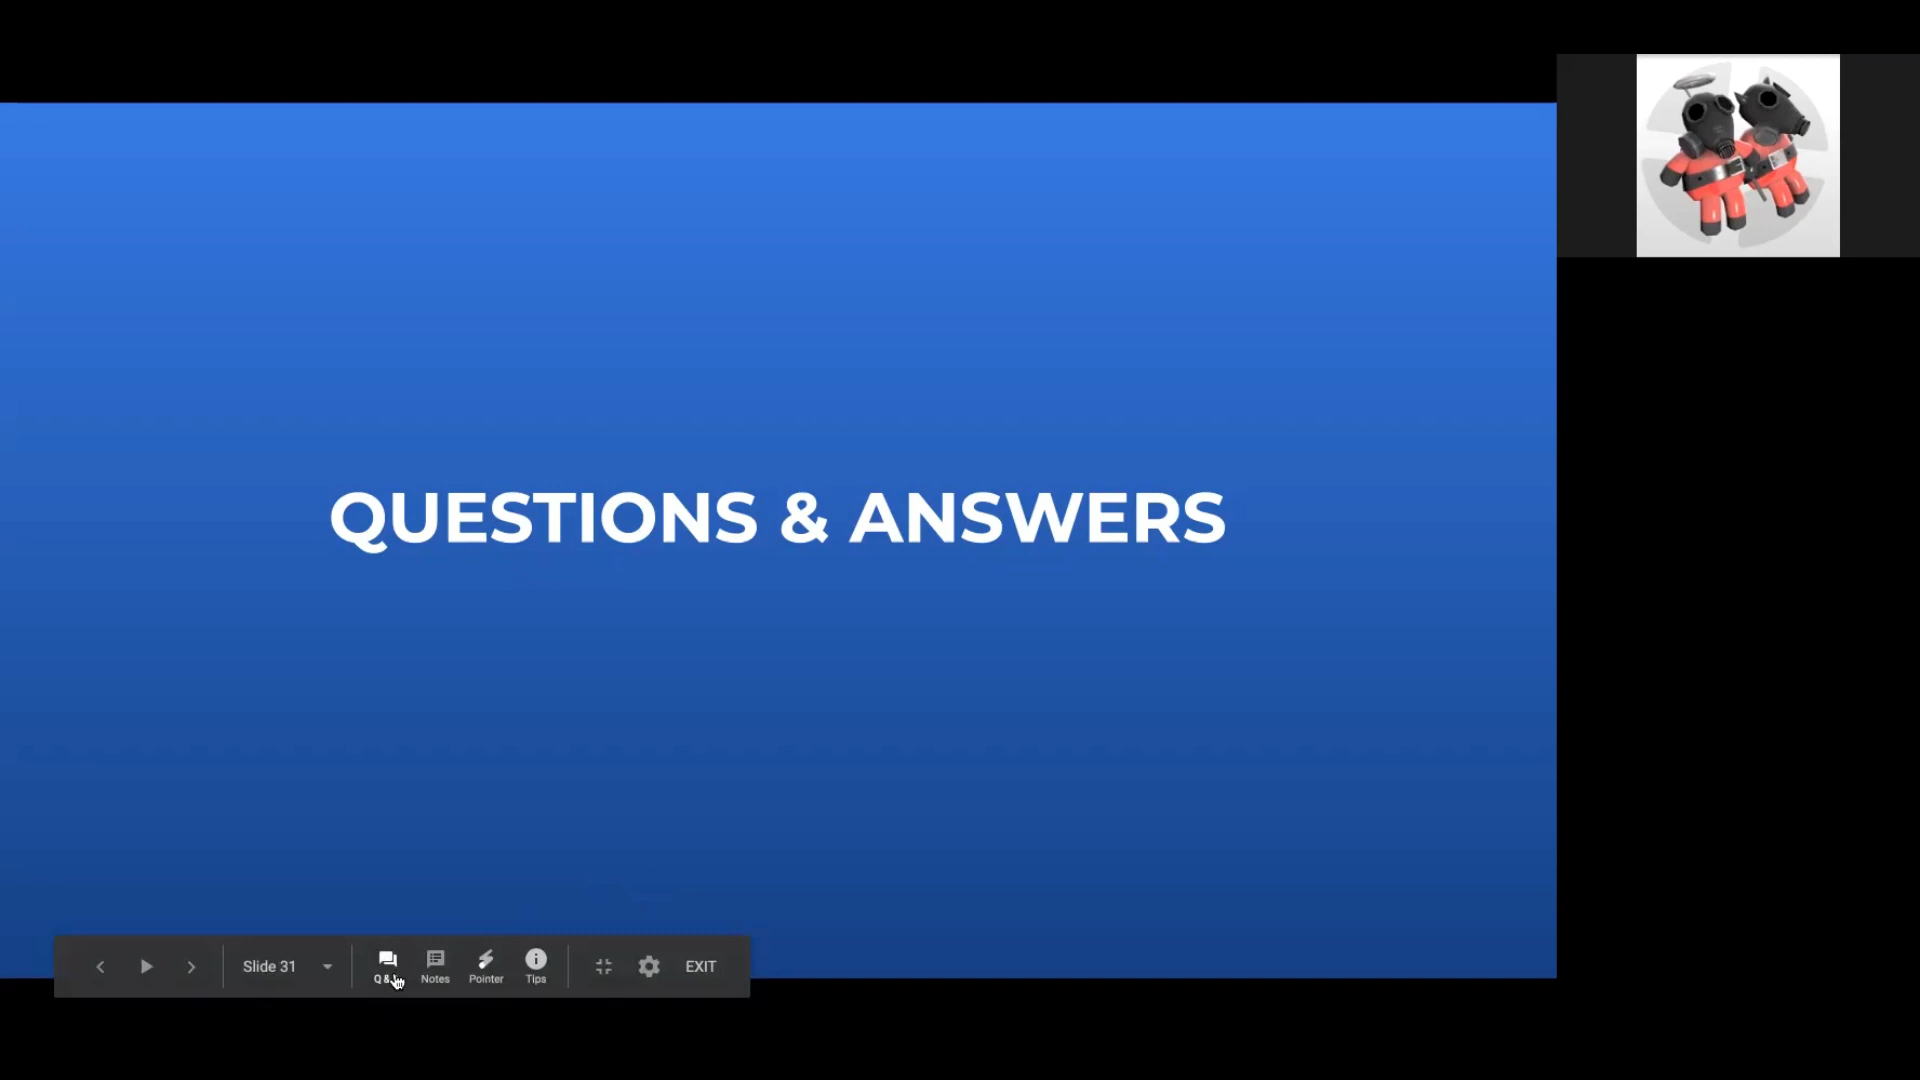 QUESTIONS & ANSWERS
Slide 31
Q &
Notes
Pointer
Tips
EXIT